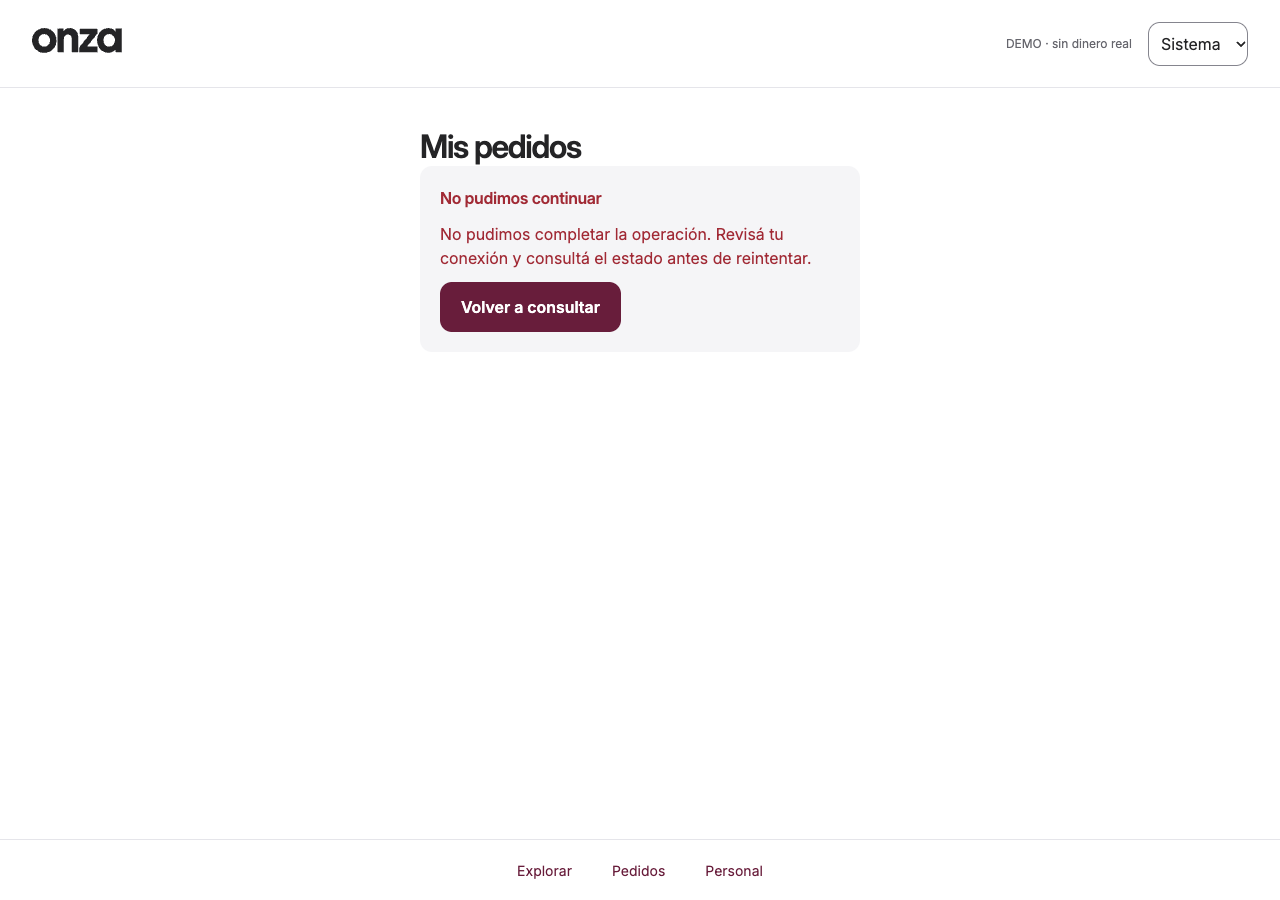 onza
DEMO · sin dinero real
Sistema
Mis pedidos
No pudimos continuar
No pudimos completar la operación. Revisá tu
conexión y consultá el estado antes de reintentar.
Volver a consultar
Explorar
Pedidos
Personal